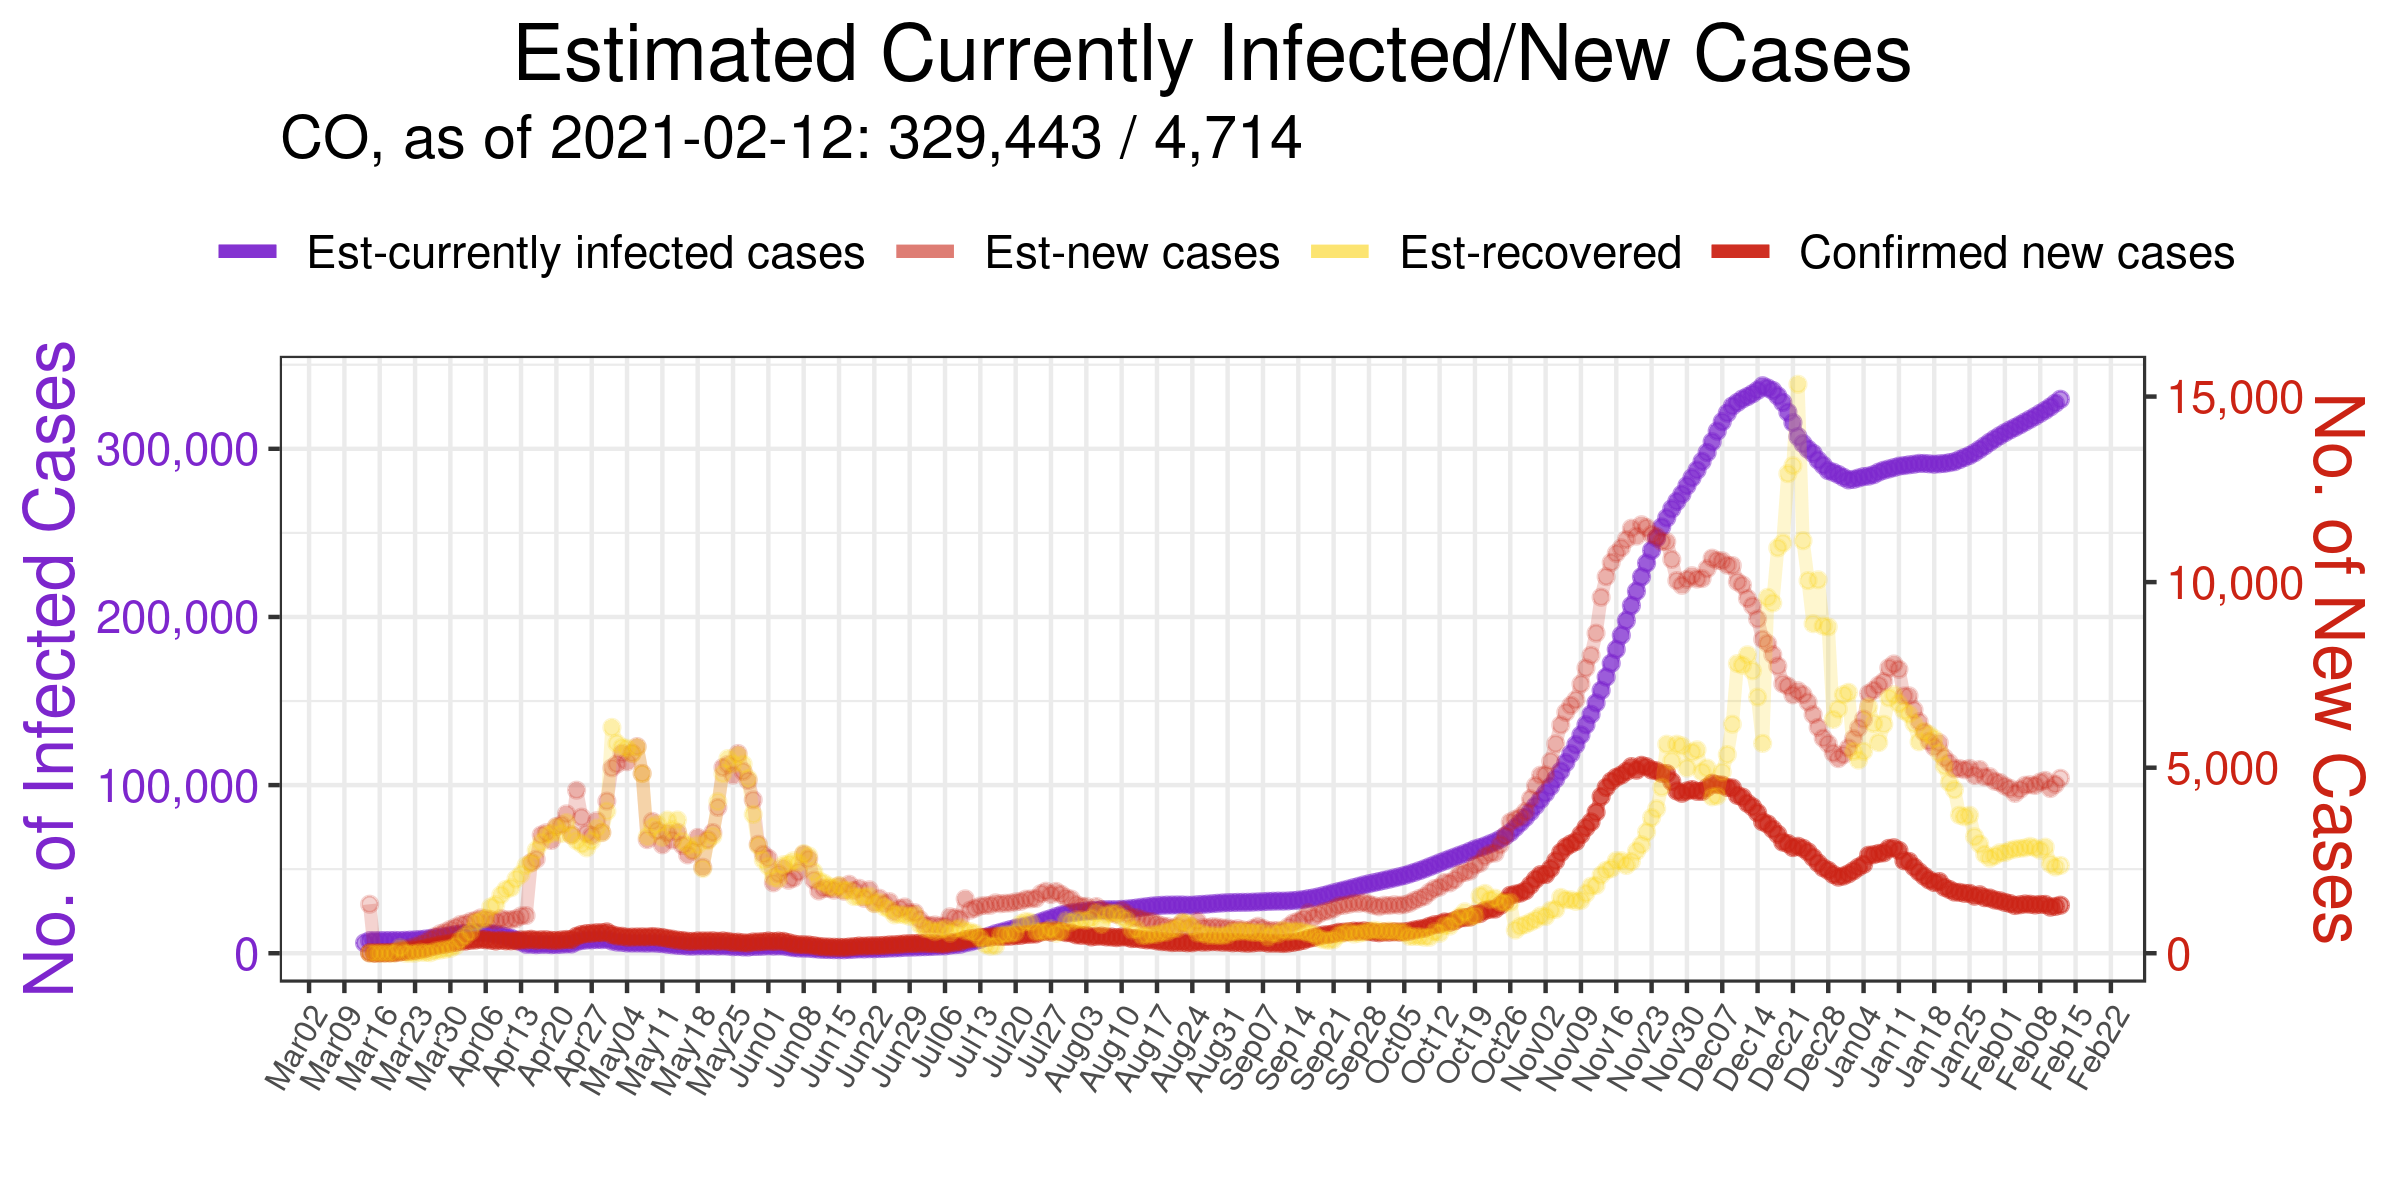 Estimated Currently Infected/New Cases
CO, as of 2021-02-12: 329,443 / 4,714
Est-currently infected cases Est-new cases Est-recovered Confirmed new cases
No. of Infected Cases
300,000
200,000
100,000
0
15,000
10,000
5,000
0
No. of New Cases
Mar02 Mar09 Mar16 Mar23 Mar30 Apr06 Apr13 Apr20 Apr27 May04 May11 May18 May25 Jun01 Jun08 Jun15 Jun22 Jun29 Jul06 Jul13 Jul20 Jul27 Aug03 Aug10 Aug17 Aug24 Aug31 Sep07 Sep14 Sep21 Sep28 Oct05 Oct12 Oct19 Oct26 Nov02 Nov09 Nov16 Nov23 Nov30 Dec07 Dec14 Dec21 Dec28 Jan04 Jan11 Jan18 Jan25 Feb01 Feb08 Feb15 Feb22